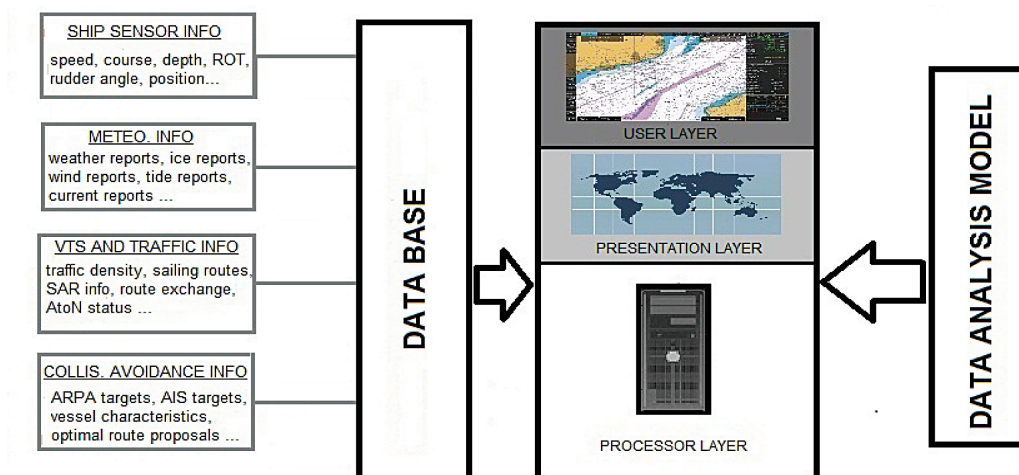 SHIP SENSOR INFO
speed, course, depth, ROT,
rudder angle, position...
METEO. INFO
weather reports, ice reports,
wind reports, tide reports,
current reports ...
VTS AND TRAFFIC INFO
traffic density, sailing routes,
SAR info, route exchange,
AtoN status ...
COLLIS. AVOIDANCE INFO
ARPA targets, AIS targets,
vessel characteristics,
optimal route proposals ...
DATA BASE
USER LAYER
PRESENTATION LAYER
PROCESSOR LAYER
DATA ANALYSIS MODEL